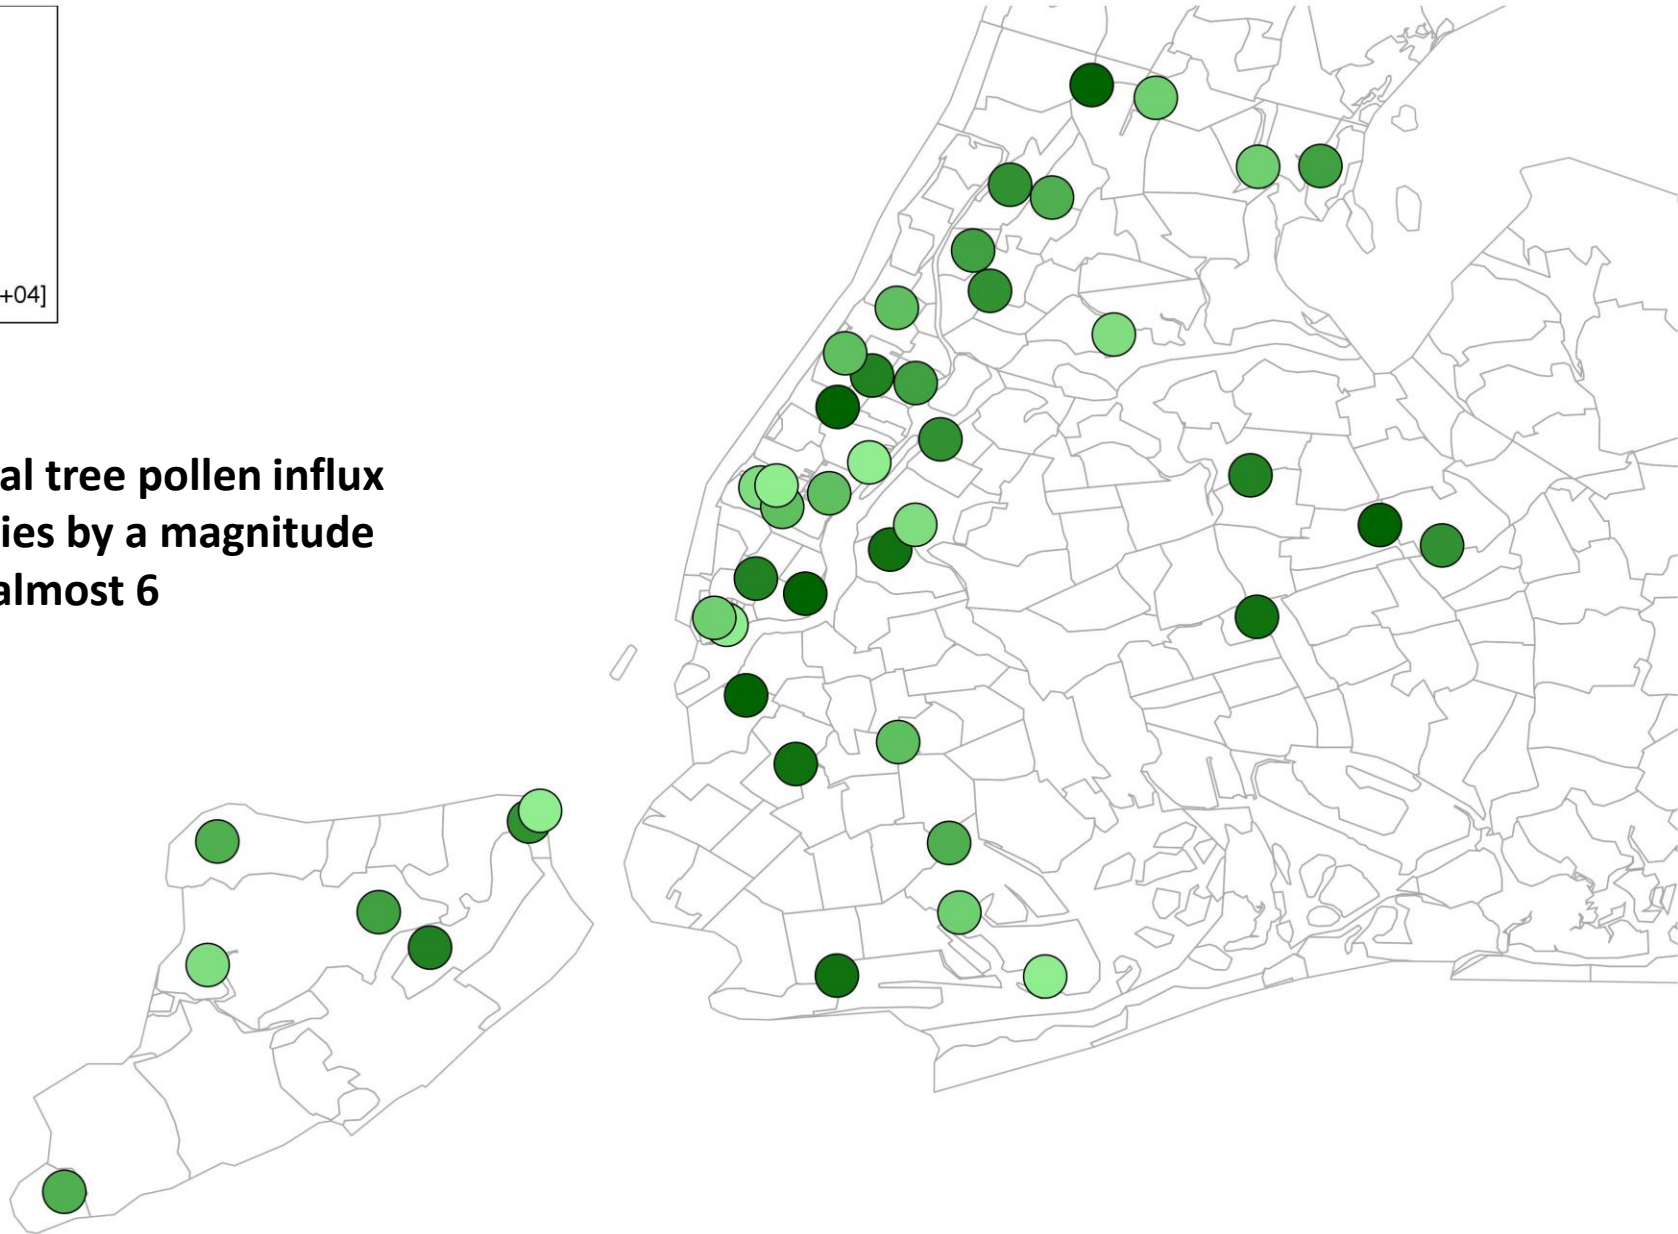 +04]
al tree pollen influx
ies by a magnitude
almost 6